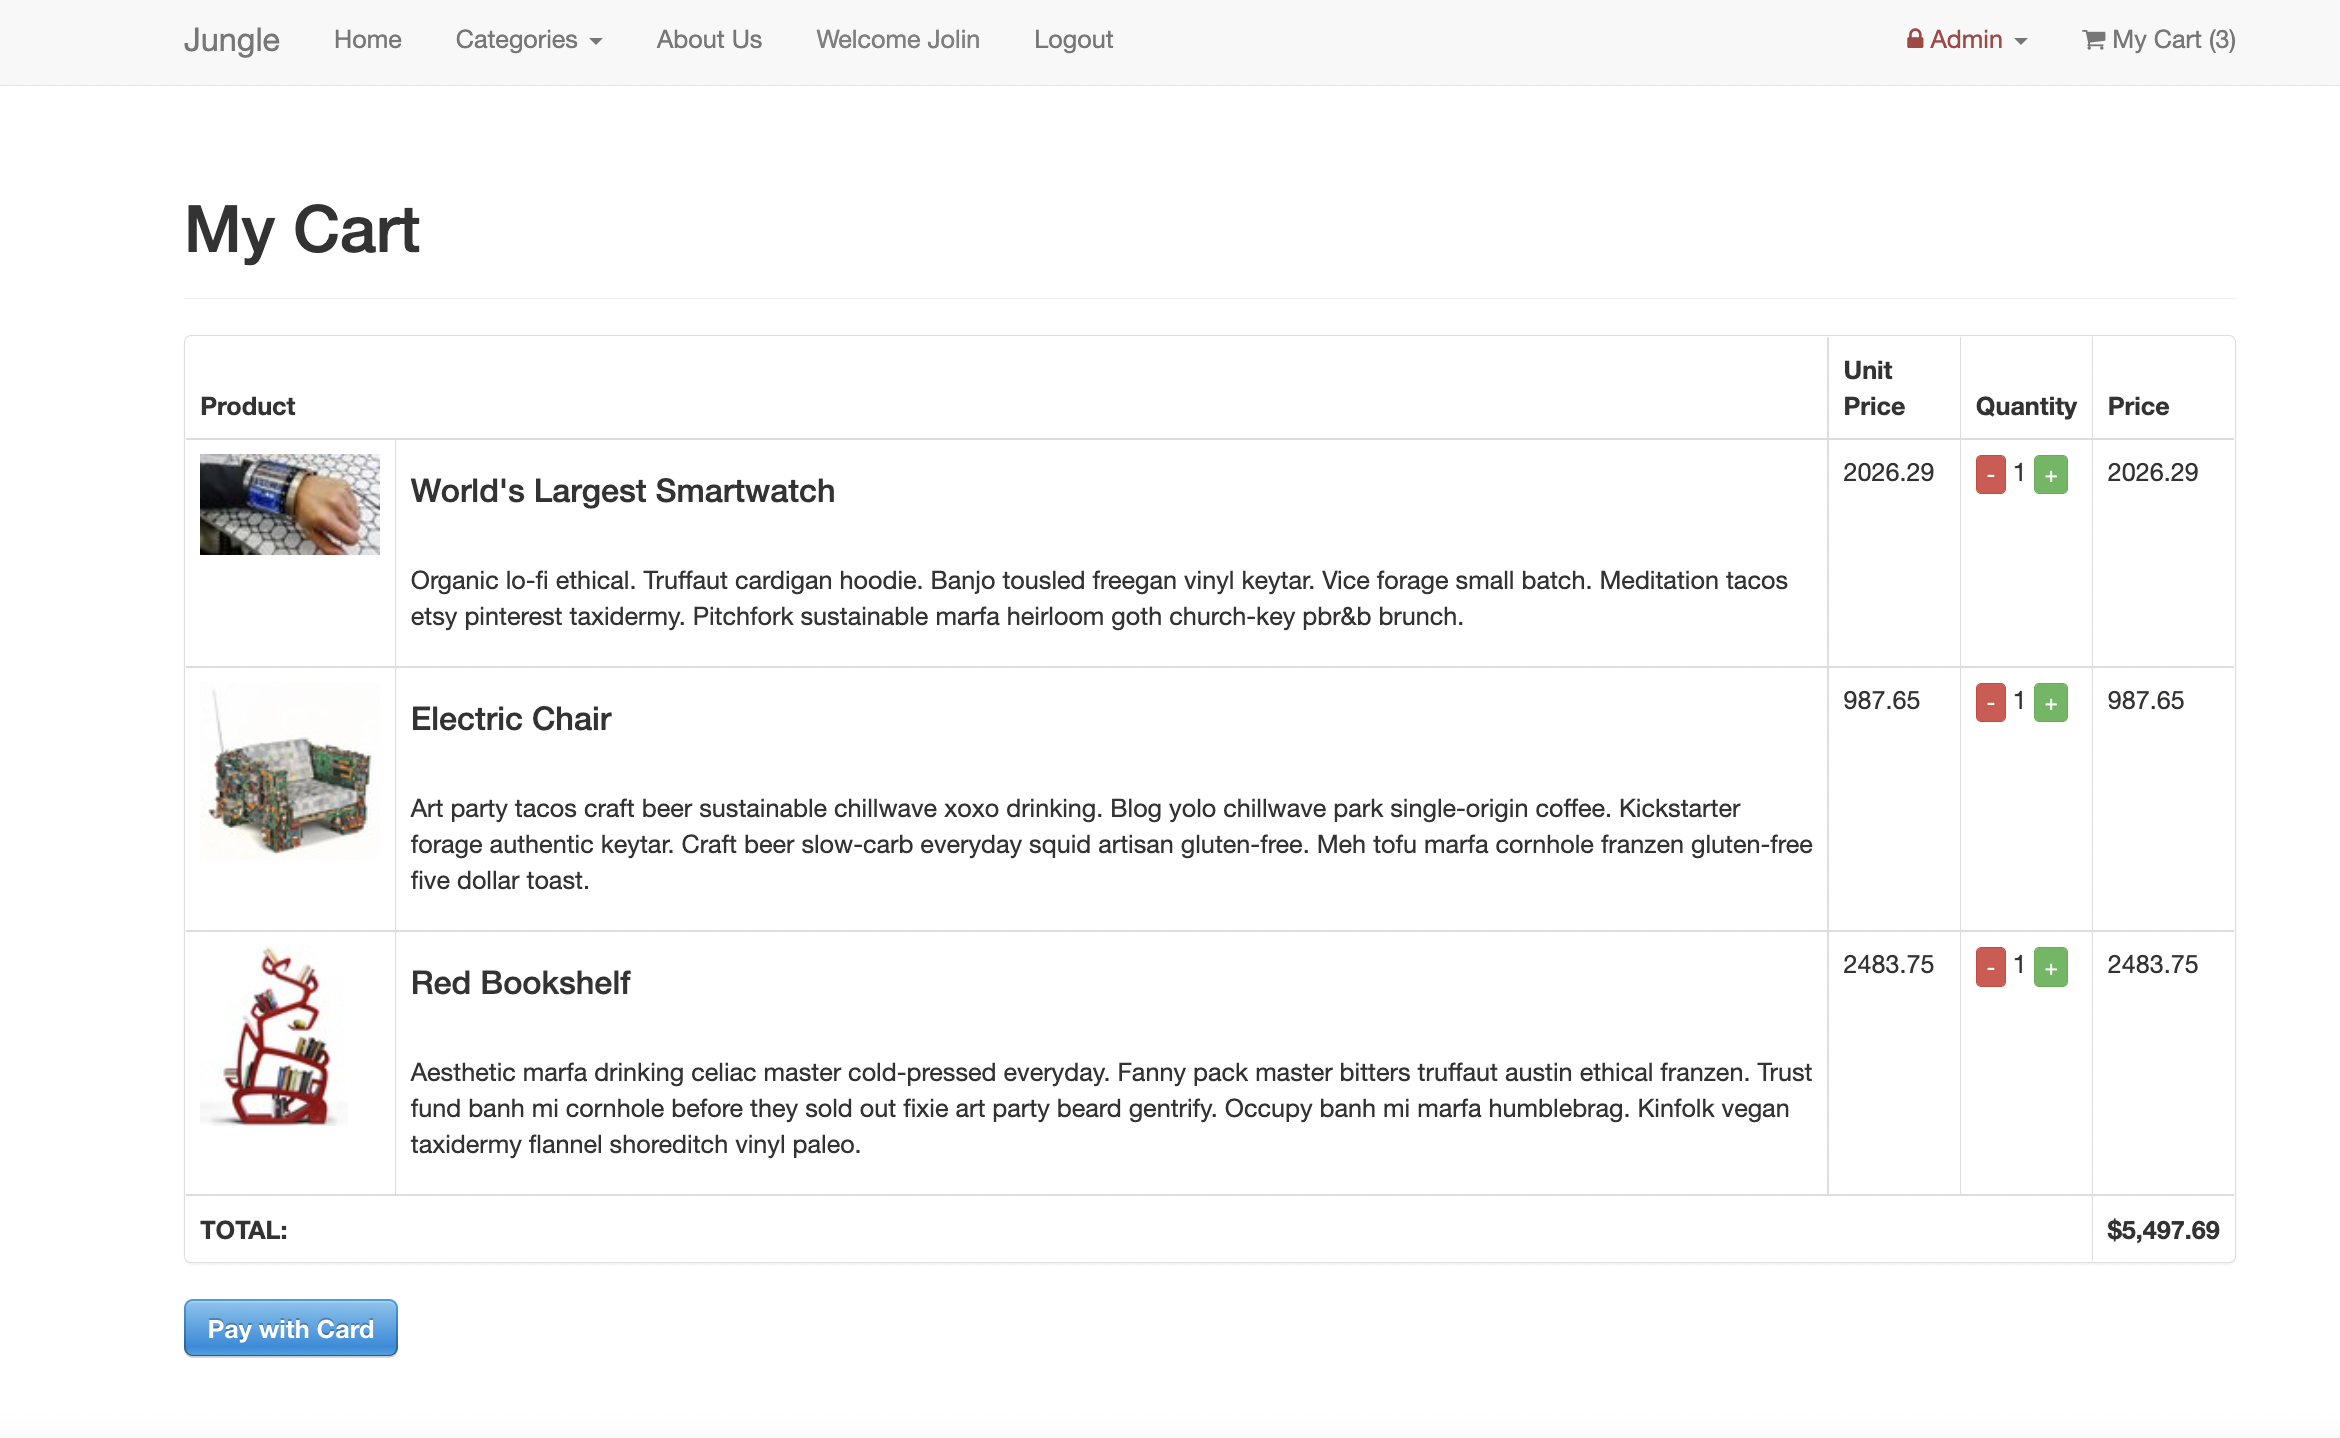 Jungle Home Categories About Us Welcome Jolin Logout Admin My Cart (3)
My Cart
Product Unit Price Quantity Price
World's Largest Smartwatch 2026.29 - 1 + 2026.29
Organic lo-fi ethical. Truffaut cardigan hoodie. Banjo tousled freegan vinyl keytar. Vice forage small batch. Meditation tacos
etsy pinterest taxidermy. Pitchfork sustainable marfa heirloom goth church-key pbr&b brunch.
Electric Chair 987.65 - 1 + 987.65
Art party tacos craft beer sustainable chillwave xoxo drinking. Blog yolo chillwave park single-origin coffee. Kickstarter
forage authentic keytar. Craft beer slow-carb everyday squid artisan gluten-free. Meh tofu marfa cornhole franzen gluten-free
five dollar toast.
Red Bookshelf 2483.75 - 1 + 2483.75
Aesthetic marfa drinking celiac master cold-pressed everyday. Fanny pack master bitters truffaut austin ethical franzen. Trust
fund banh mi cornhole before they sold out fixie art party beard gentrify. Occupy banh mi marfa humblebrag. Kinfolk vegan
taxidermy flannel shoreditch vinyl paleo.
TOTAL: $5,497.69
Pay with Card